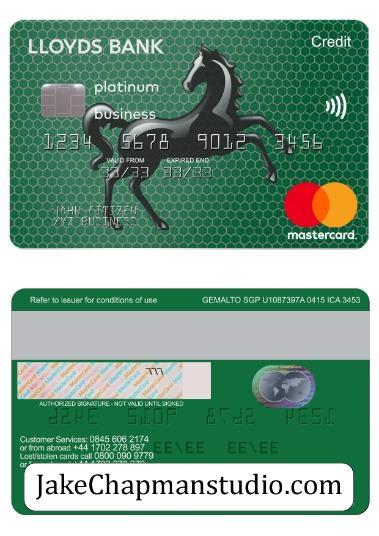 LLOYDS BANK
Credit
platinum
business
1234 5678 9012 3456
VALID FROM EXPIRED END
33/33 33/33
JOHN CITIZEN
XYZ BUSINESS
mastercard.
Refer to issuer for conditions of use
GEMALTO SGP U1087397A 0415 ICA 3453
777
AUTHORIZED SIGNATURE - NOT VALID UNTIL SIGNED
Customer Services: 0845 606 2174
or from abroad +44 1702 278 897
Lost/stolen cards call 0800 090 9779
JakeChapmanstudio.com